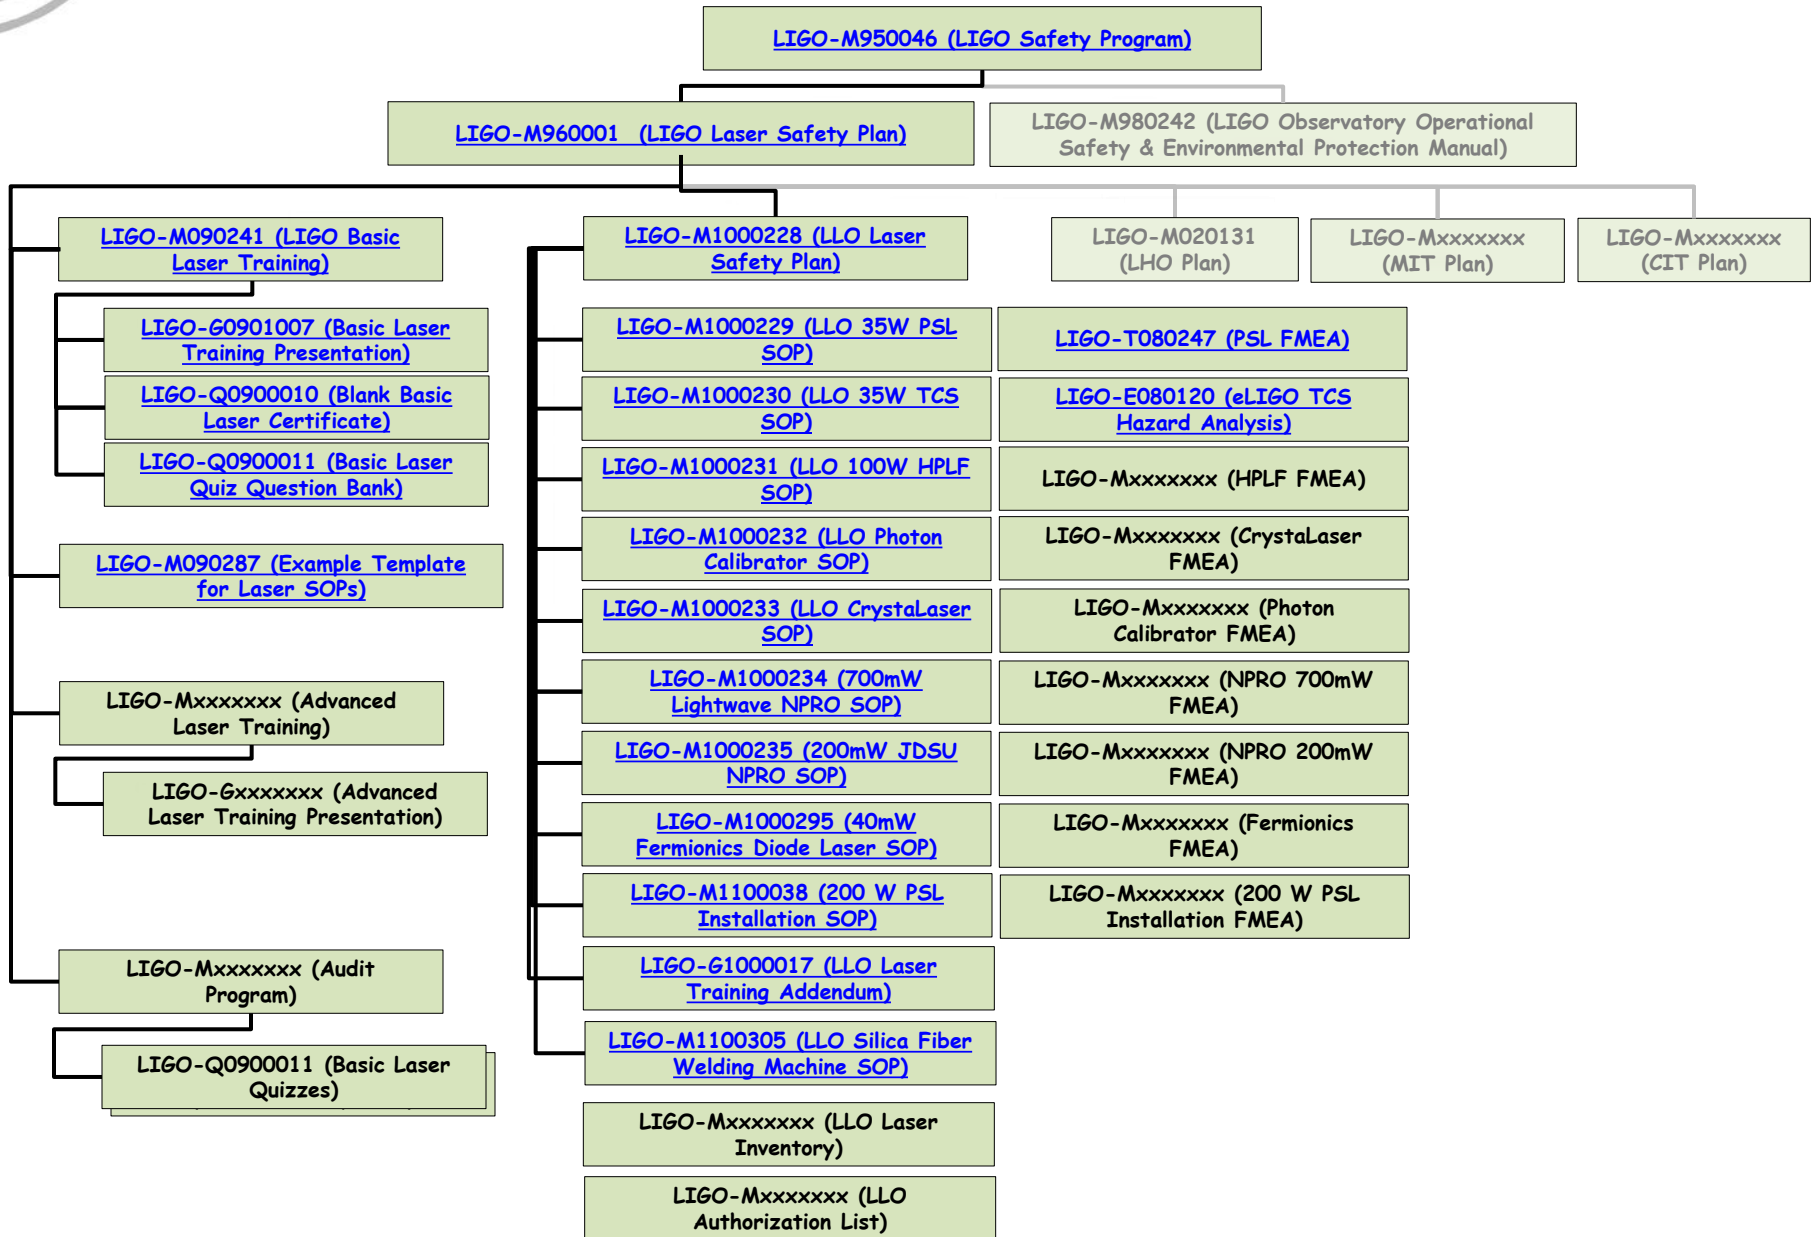 LIGO-M950046 (LIGO Safety Program)
LIGO-M960001 (LIGO Laser Safety Plan)
LIGO-M980242 (LIGO Observatory Operational
Safety & Environmental Protection Manual)
LIGO-M090241 (LIGO Basic
Laser Training)
LIGO-G0901007 (Basic Laser
Training Presentation)
LIGO-Q0900010 (Blank Basic
Laser Certificate)
LIGO-Q0900011 (Basic Laser
Quiz Question Bank)
LIGO-M090287 (Example Template
for Laser SOPs)
LIGO-Mxxxxxxx (Advanced
Laser Training)
LIGO-Gxxxxxxx (Advanced
Laser Training Presentation)
LIGO-Mxxxxxxx (Audit
Program)
LIGO-Q0900011 (Basic Laser
Quizzes)
LIGO-M1000228 (LLO Laser
Safety Plan)
LIGO-M020131
(LHO Plan)
LIGO-Mxxxxxxx
(MIT Plan)
LIGO-Mxxxxxxx
(CIT Plan)
LIGO-M1000229 (LLO 35W PSL
SOP)
LIGO-T080247 (PSL FMEA)
LIGO-M1000230 (LLO 35W TCS
SOP)
LIGO-E080120 (eLIGO TCS
Hazard Analysis)
LIGO-M1000231 (LLO 100W HPLF
SOP)
LIGO-Mxxxxxxx (HPLF FMEA)
LIGO-M1000232 (LLO Photon
Calibrator SOP)
LIGO-Mxxxxxxx (CrystaLaser
FMEA)
LIGO-M1000233 (LLO CrystaLaser
SOP)
LIGO-Mxxxxxxx (Photon
Calibrator FMEA)
LIGO-M1000234 (700mW
Lightwave NPRO SOP)
LIGO-Mxxxxxxx (NPRO 700mW
FMEA)
LIGO-M1000235 (200mW JDSU
NPRO SOP)
LIGO-Mxxxxxxx (NPRO 200mW
FMEA)
LIGO-M1000295 (40mW
Fermionics Diode Laser SOP)
LIGO-Mxxxxxxx (Fermionics
FMEA)
LIGO-M1100038 (200 W PSL
Installation SOP)
LIGO-Mxxxxxxx (200 W PSL
Installation FMEA)
LIGO-G1000017 (LLO Laser
Training Addendum)
LIGO-M1100305 (LLO Silica Fiber
Welding Machine SOP)
LIGO-Mxxxxxxx (LLO Laser
Inventory)
LIGO-Mxxxxxxx (LLO
Authorization List)